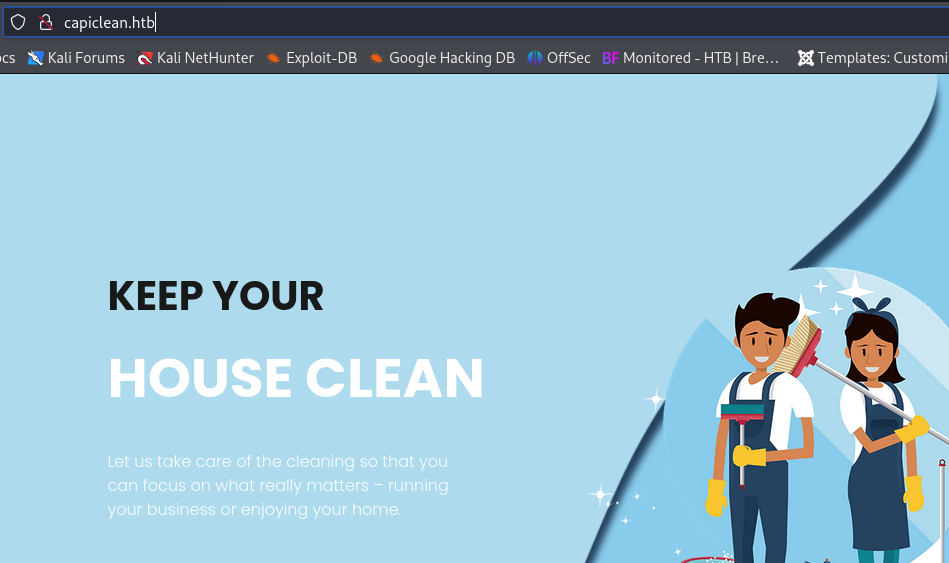 capiclean.htb
ocs Kali Forums Kali NetHunter Exploit-DB Google Hacking DB OffSec BF Monitored - HTB | Bre… Templates: Customi
KEEP YOUR
HOUSE CLEAN
Let us take care of the cleaning so that you
can focus on what really matters – running
your business or enjoying your home.